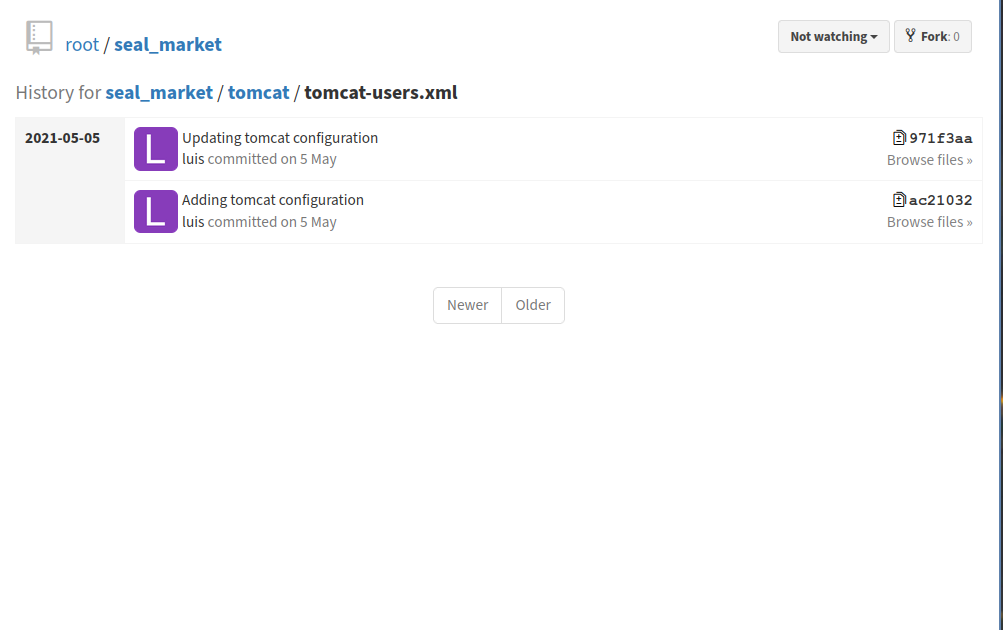 root / seal_market
Not watching
Fork: 0
History for seal_market / tomcat / tomcat-users.xml
2021-05-05
L
Updating tomcat configuration
luis committed on 5 May
971f3aa
Browse files »
L
Adding tomcat configuration
luis committed on 5 May
ac21032
Browse files »
Newer
Older